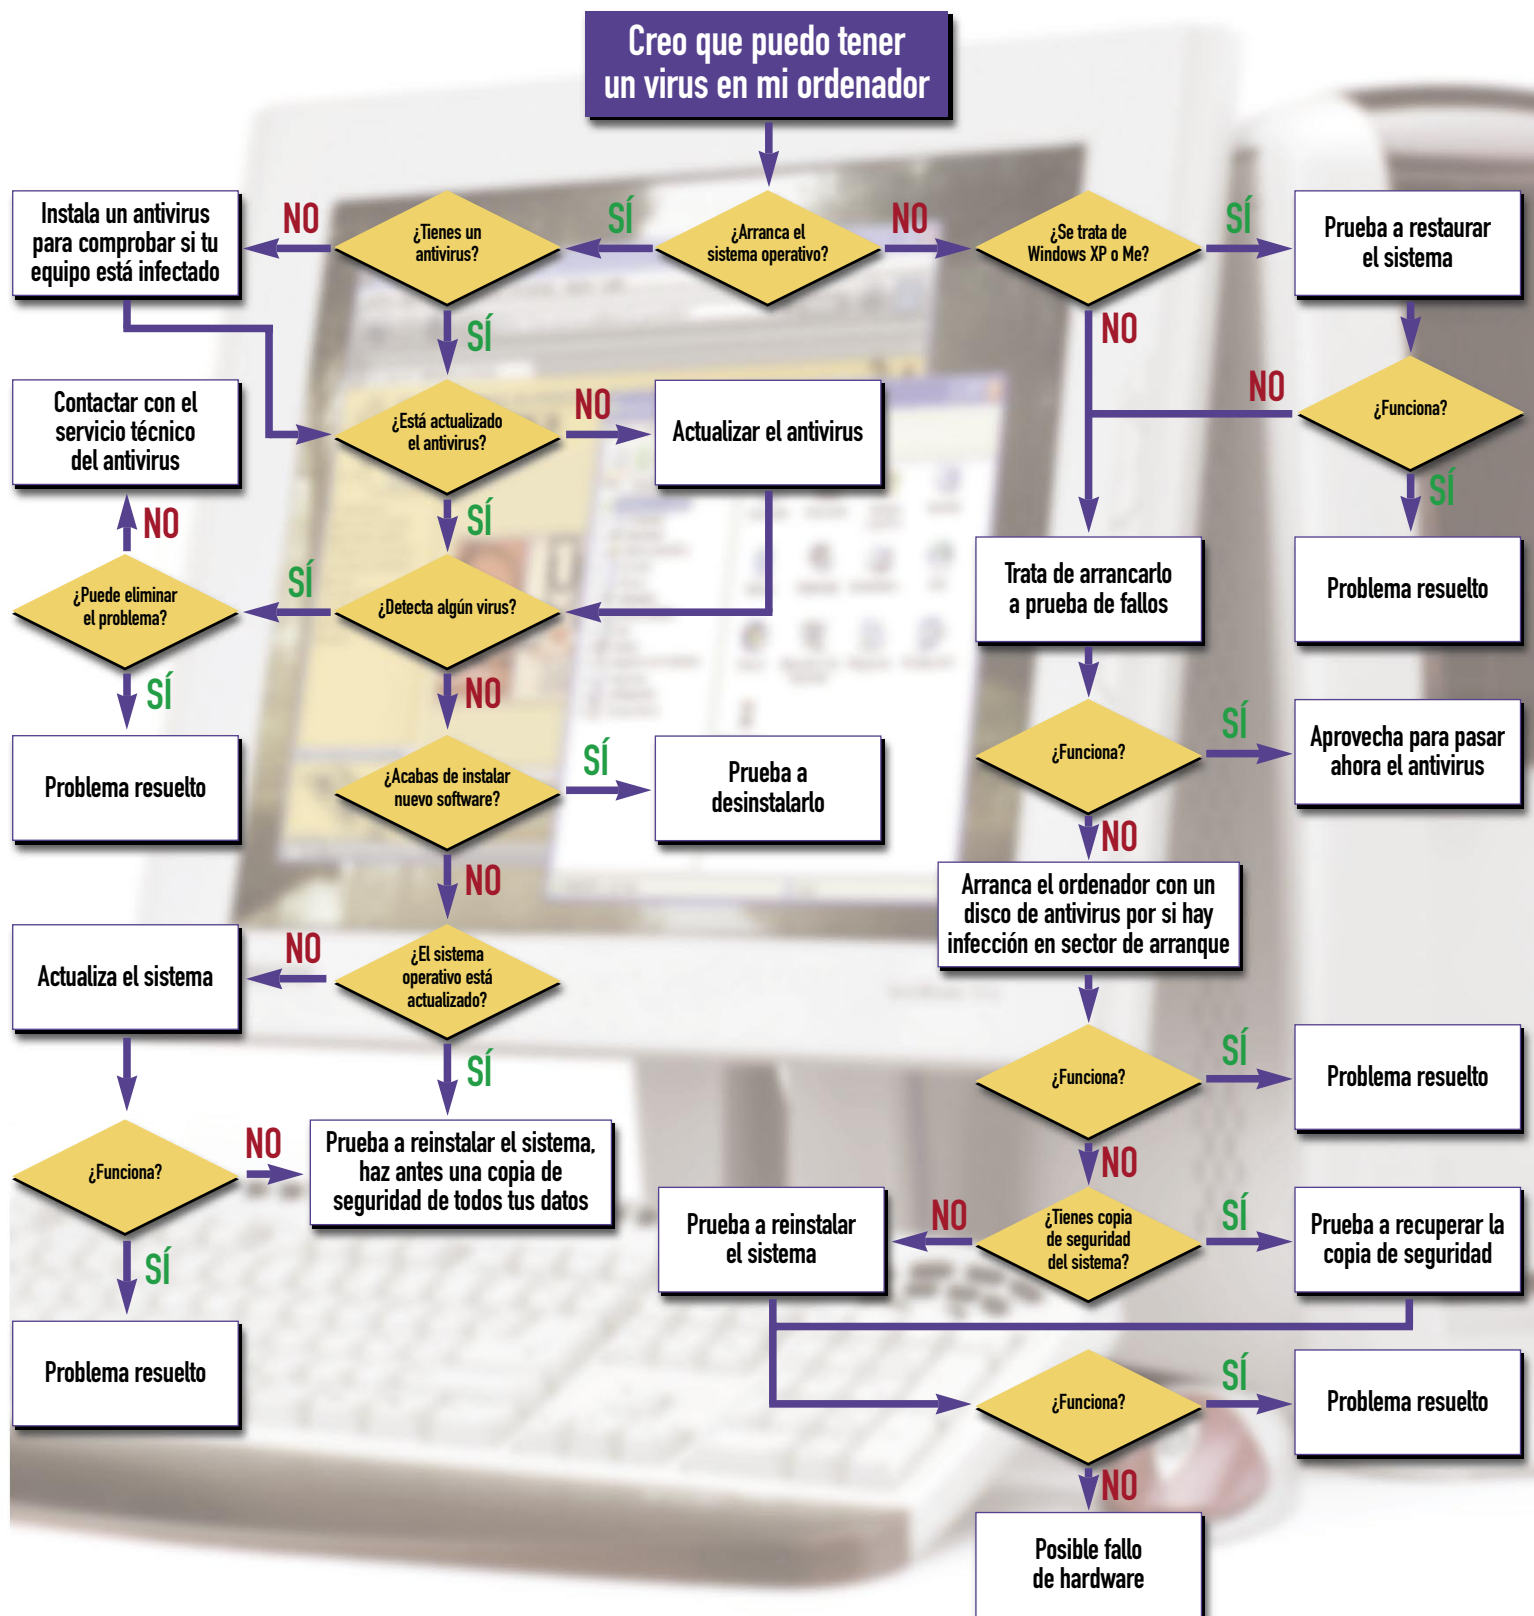 Creo que puedo tener
un virus en mi ordenador
Instala un antivirus
para comprobar si tu
equipo está infectado
NO
¿Tienes un
antivirus?
SÍ
¿Arranca el
sistema operativo?
NO
¿Se trata de
Windows XP o Me?
SÍ
Prueba a restaurar
el sistema
SÍ
NO
Contactar con el
servicio técnico
del antivirus
¿Está actualizado
el antivirus?
NO
Actualizar el antivirus
NO
¿Funciona?
SÍ
NO
SÍ
¿Puede eliminar
el problema?
SÍ
¿Detecta algún virus?
Trata de arrancarlo
a prueba de fallos
Problema resuelto
SÍ
NO
Problema resuelto
¿Acabas de instalar
nuevo software?
SÍ
Prueba a
desinstalarlo
¿Funciona?
SÍ
Aprovecha para pasar
ahora el antivirus
NO
NO
Arranca el ordenador con un
disco de antivirus por si hay
infección en sector de arranque
Actualiza el sistema
NO
¿El sistema
operativo está
actualizado?
SÍ
¿Funciona?
SÍ
Problema resuelto
¿Funciona?
NO
Prueba a reinstalar el sistema,
haz antes una copia de
seguridad de todos tus datos
NO
Prueba a reinstalar
el sistema
NO
¿Tienes copia
de seguridad
del sistema?
SÍ
Prueba a recuperar la
copia de seguridad
SÍ
Problema resuelto
¿Funciona?
SÍ
Problema resuelto
NO
Posible fallo
de hardware